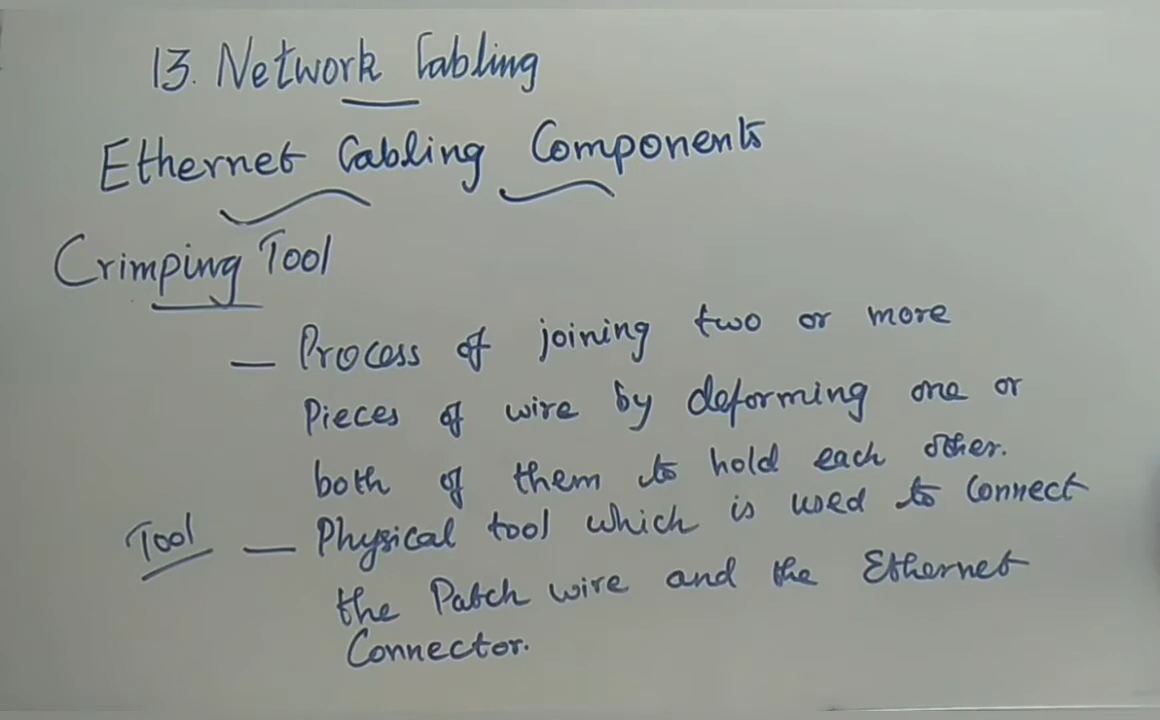 13. Network Cabling
Ethernet Cabling Components
Crimping Tool
— Process of joining two or more
Pieces of wire by deforming one or
both of them to hold each other.
Tool — Physical tool which is used to Connect
the Patch wire and the Ethernet
Connector.